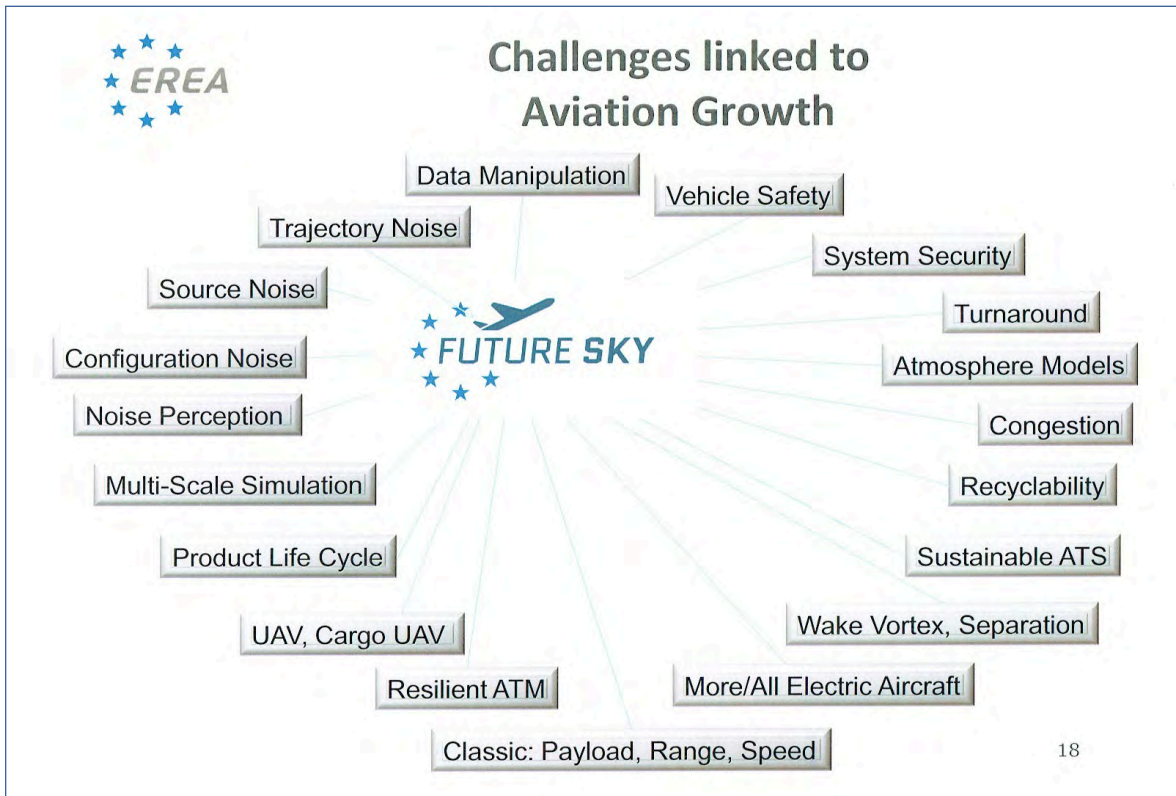 EREA
Challenges linked to
Aviation Growth
Data Manipulation
Vehicle Safety
Trajectory Noise
System Security
Source Noise
Turnaround
FUTURE SKY
Configuration Noise
Atmosphere Models
Noise Perception
Congestion
Multi-Scale Simulation
Recyclability
Product Life Cycle
Sustainable ATS
UAV, Cargo UAV
Wake Vortex, Separation
Resilient ATM
More/All Electric Aircraft
Classic: Payload, Range, Speed
18